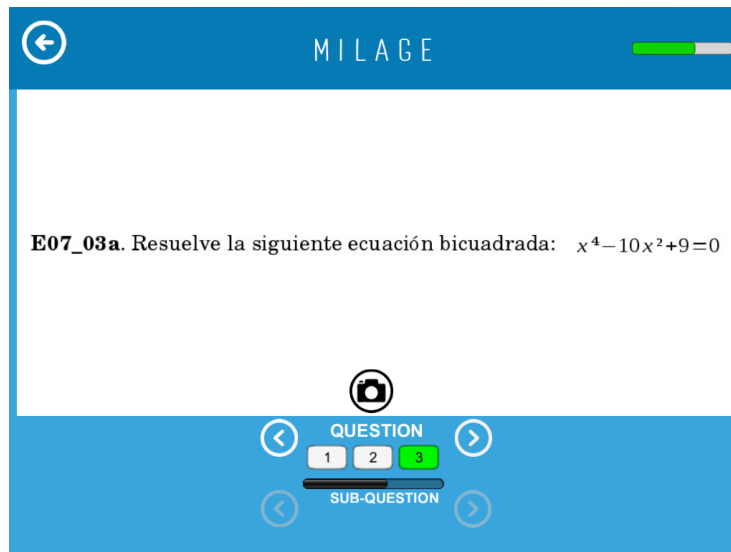 MILAGE
E07_03a. Resuelve la siguiente ecuación bicuadrada: x⁴−10x²+9=0
QUESTION
1 2 3
SUB-QUESTION